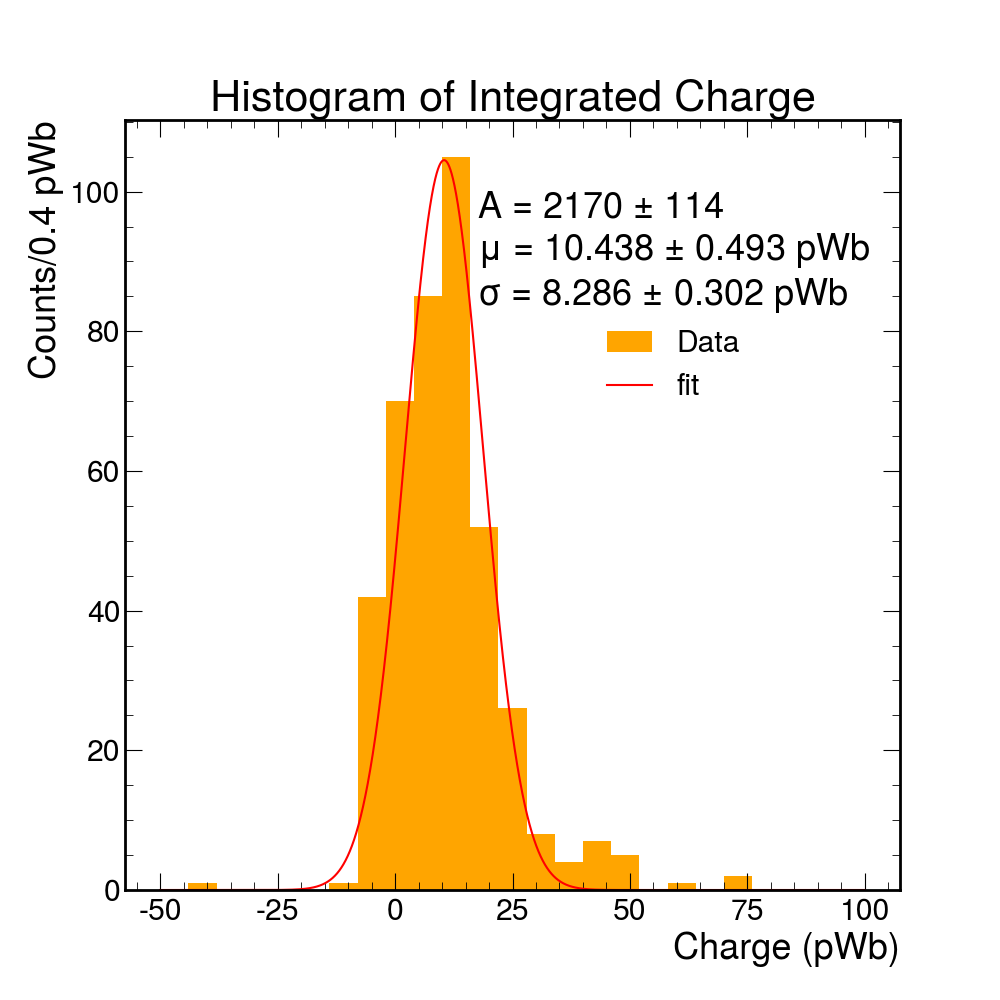 Histogram of Integrated Charge
Counts/0.4 pWb
100
80
60
40
20
0
A = 2170 ± 114
μ = 10.438 ± 0.493 pWb
σ = 8.286 ± 0.302 pWb
Data
fit
-50 -25 0 25 50 75 100
Charge (pWb)